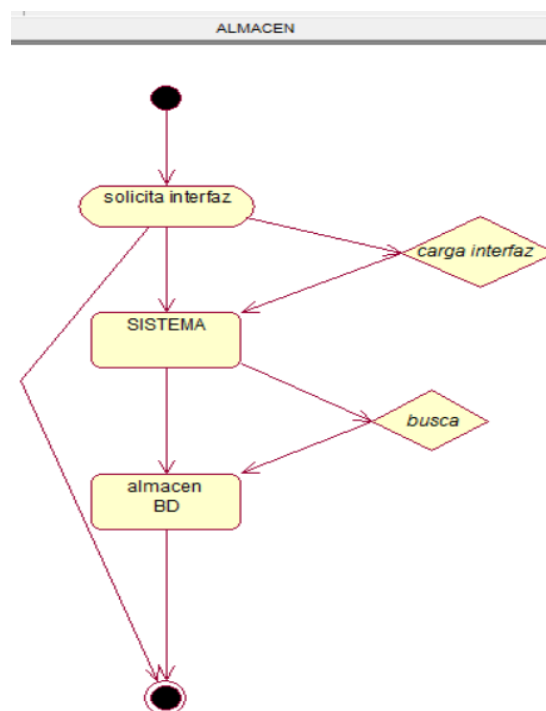 ALMACEN
solicita interfaz
carga interfaz
SISTEMA
busca
almacen
BD